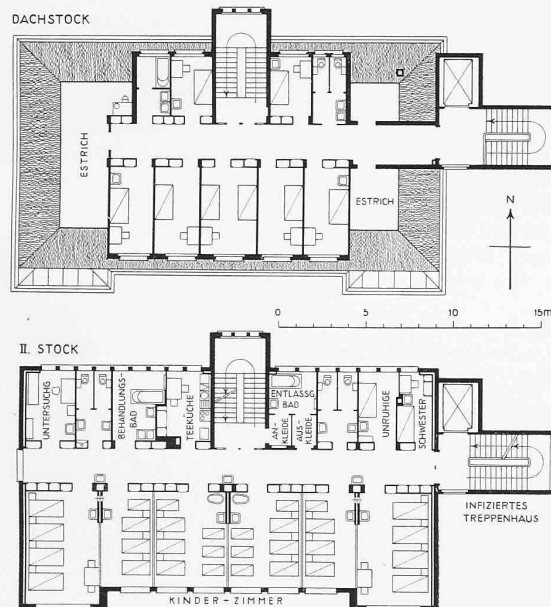 DACHSTOCK
ESTRICH
ESTRICH
N
0 5 10 15m
II. STOCK
UNTERSUCHG
BEHANDLUNGS-
BAD
TEEKÜCHE
ENTLASSG.
BAD
AN-
KLEIDE
AUS-
KLEIDE
UNRUHIGE
SCHWESTER
INFIZIERTES
TREPPENHAUS
KINDER-ZIMMER